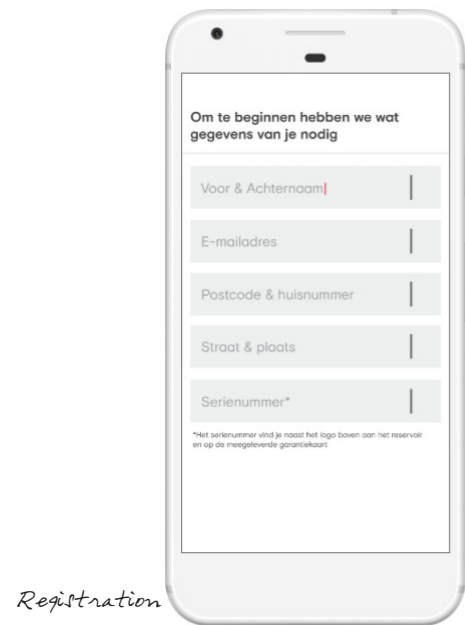 Om te beginnen hebben we wat
gegevens van je nodig
Voor & Achternaam
E-mailadres
Postcode & huisnummer
Straat & plaats
Serienummer*
*Het serienummer vind je naast het logo boven aan het reservoir
en op de meegeleverde garantiekaart
Registration